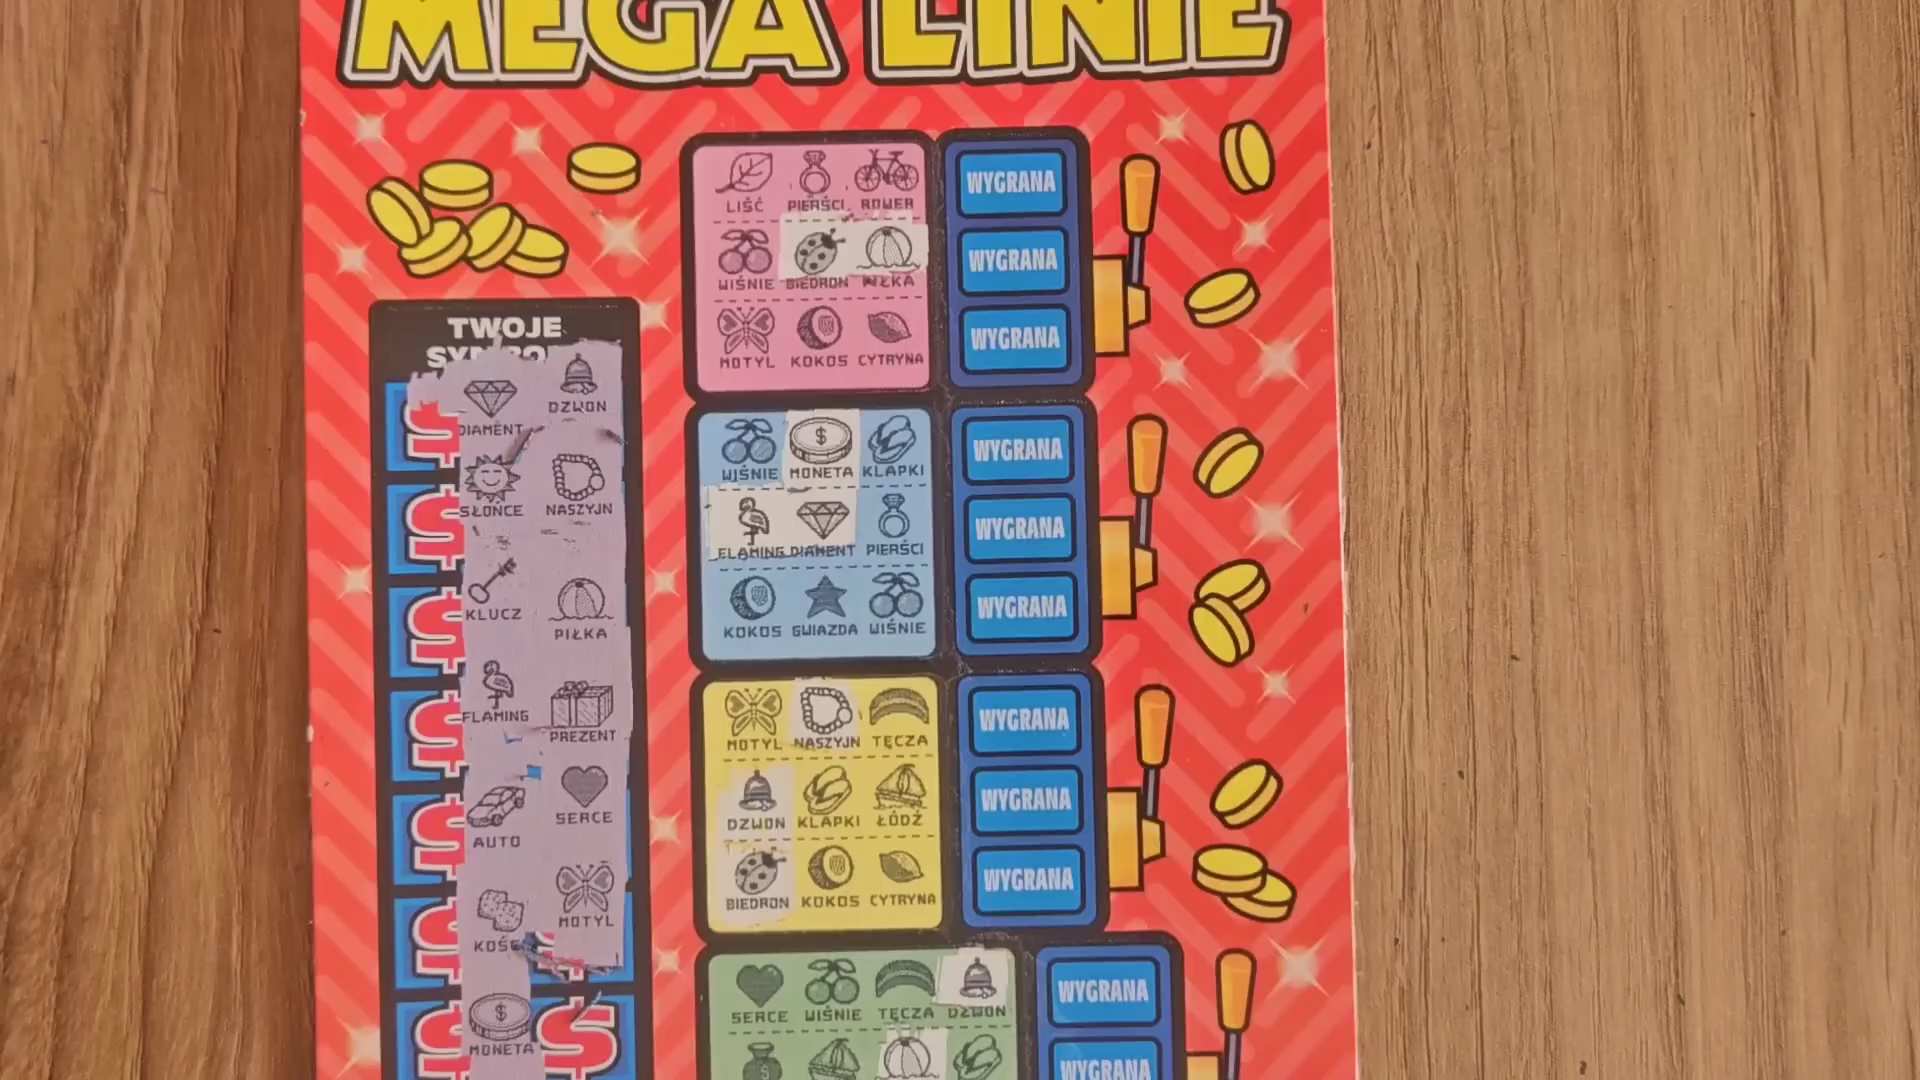 MEGA LINIE
LIŚĆ PIERŚCI ROWER
WIŚNIE BIEDRON PIŁKA
MOTYL KOKOS CYTRYNA
WYGRANA
WYGRANA
WYGRANA
TWOJE
DIAMENT DZWON
SŁOŃCE NASZYJN
KLUCZ PIŁKA
FLAMING PREZENT
AUTO SERCE
KOŚC MOTYL
MONETA
WIŚNIE MONETA KLAPKI
FLAMING DIAMENT PIERŚCI
KOKOS GWIAZDA WIŚNIE
WYGRANA
WYGRANA
WYGRANA
MOTYL NASZYJN TĘCZA
DZWON KLAPKI ŁÓDŹ
BIEDRON KOKOS CYTRYNA
WYGRANA
WYGRANA
WYGRANA
SERCE WIŚNIE TĘCZA DZWON
WYGRANA
WYGRANA